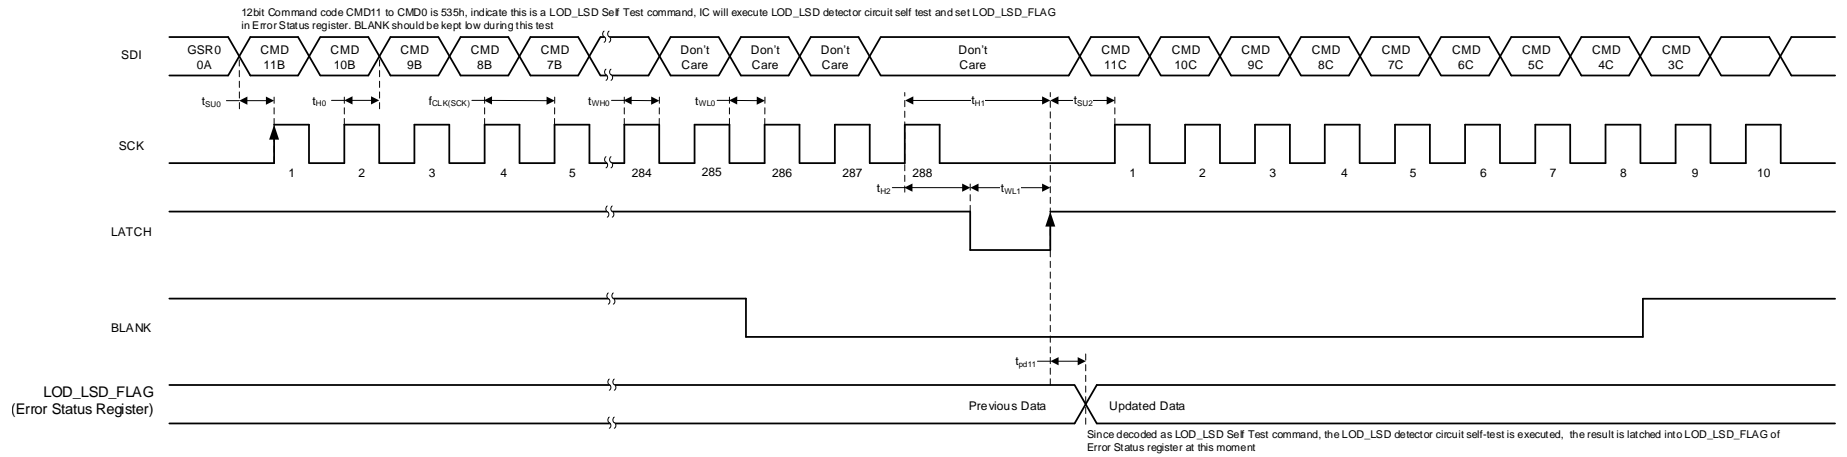 12bit Command code CMD11 to CMD0 is 535h, indicate this is a LOD_LSD Self Test command, IC will execute LOD_LSD detector circuit self test and set LOD_LSD_FLAG
in Error Status register. BLANK should be kept low during this test
SDI
GSR0 0A
CMD 11B
CMD 10B
CMD 9B
CMD 8B
CMD 7B
Don't Care
Don't Care
Don't Care
Don't Care
CMD 11C
CMD 10C
CMD 9C
CMD 8C
CMD 7C
CMD 6C
CMD 5C
CMD 4C
CMD 3C
tSU0
tH0
fCLK(SCK)
tWH0
tWL0
tH1
tSU2
SCK
1 2 3 4 5 284 285 286 287 288 1 2 3 4 5 6 7 8 9 10
tH2
tWL1
LATCH
BLANK
tpd11
LOD_LSD_FLAG
(Error Status Register)
Previous Data
Updated Data
Since decoded as LOD_LSD Self Test command, the LOD_LSD detector circuit self-test is executed, the result is latched into LOD_LSD_FLAG of
Error Status register at this moment